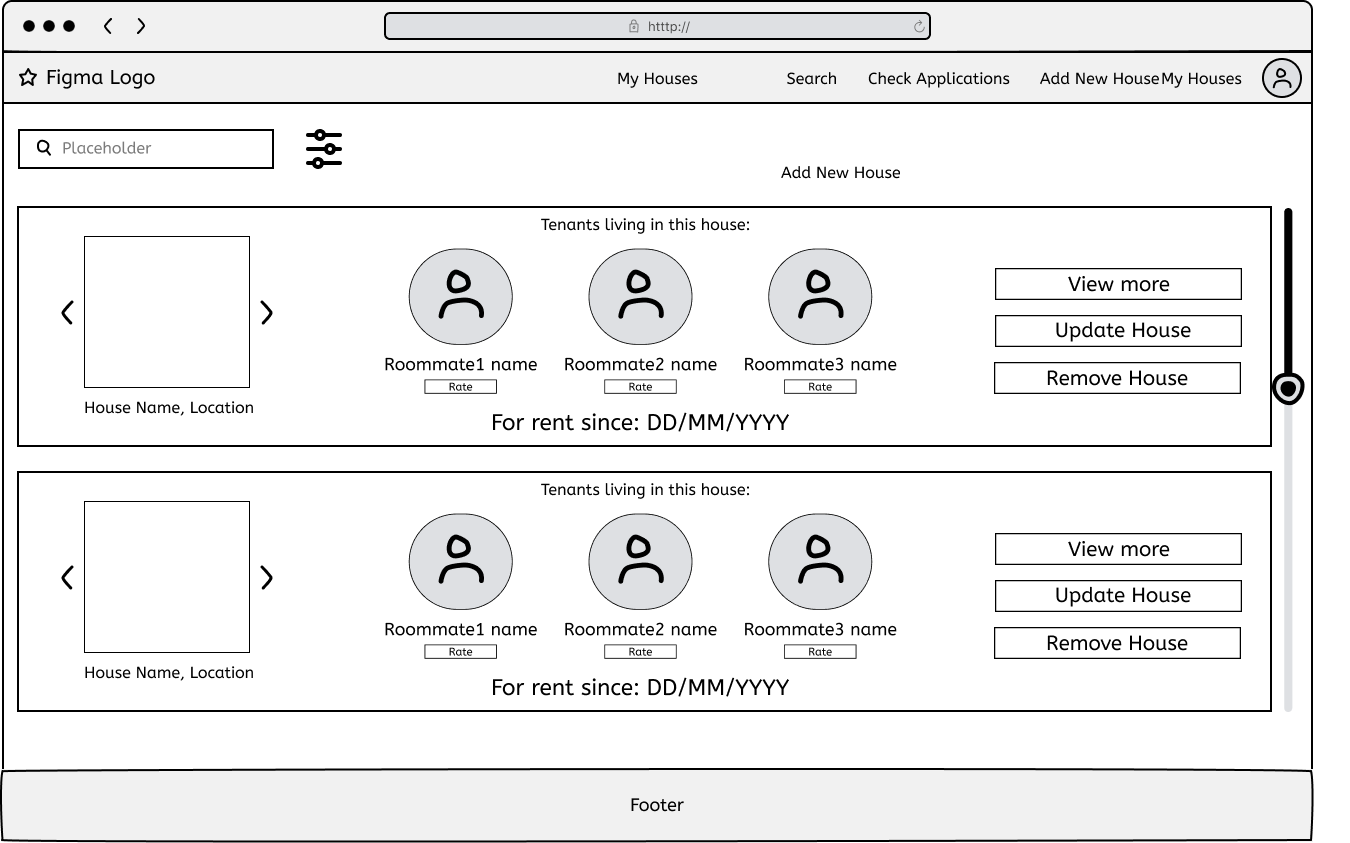 htttp://
Figma Logo
My Houses
Search
Check Applications
Add New House
My Houses
Placeholder
Add New House
Tenants living in this house:
Roommate1 name
Roommate2 name
Roommate3 name
Rate
Rate
Rate
House Name, Location
For rent since: DD/MM/YYYY
View more
Update House
Remove House
Tenants living in this house:
Roommate1 name
Roommate2 name
Roommate3 name
Rate
Rate
Rate
House Name, Location
For rent since: DD/MM/YYYY
View more
Update House
Remove House
Footer